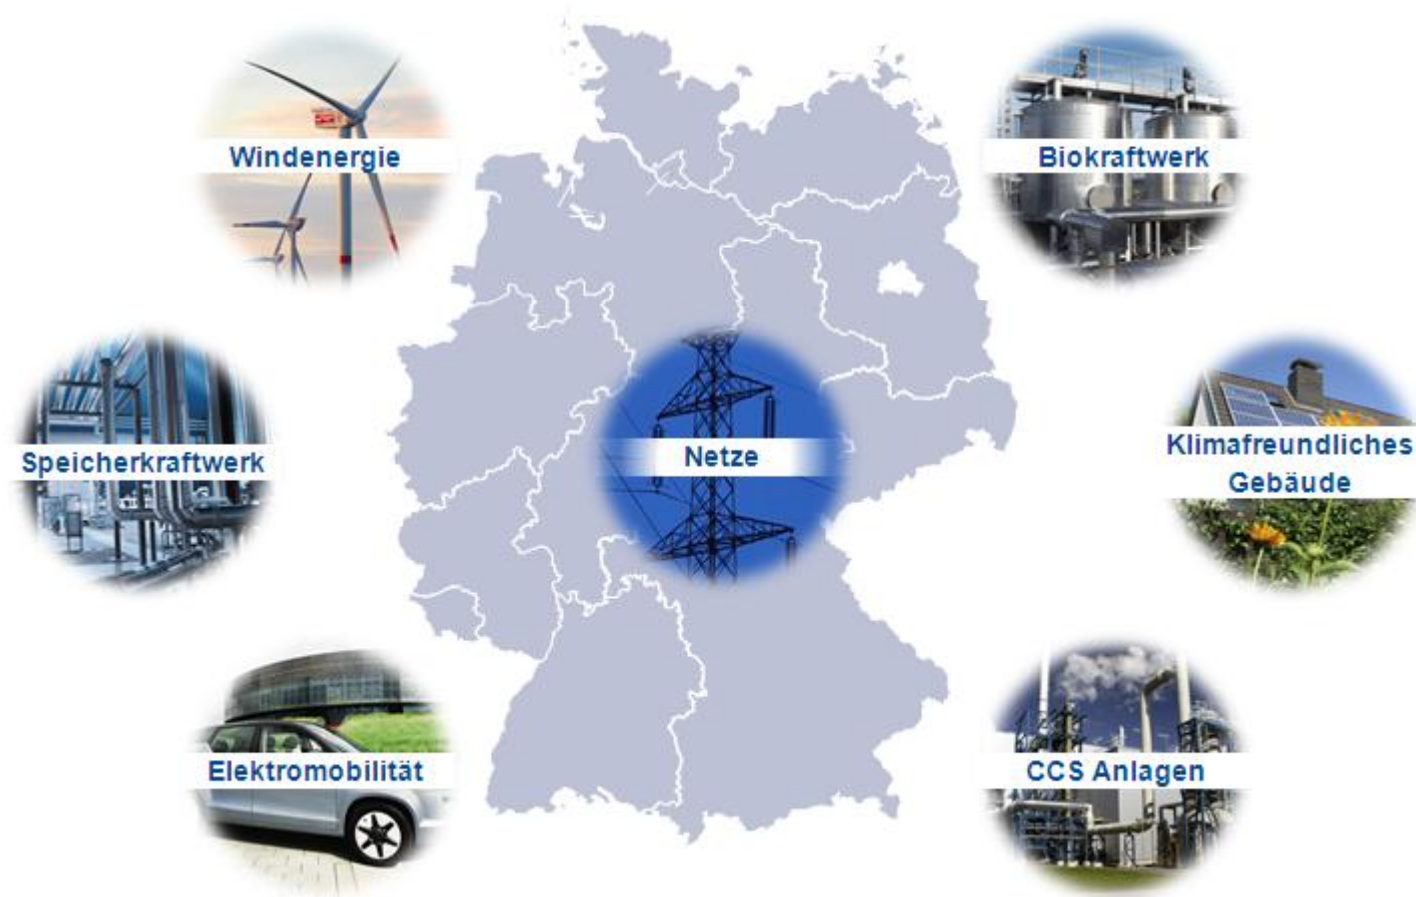 Windenergie
Biokraftwerk
Speicherkraftwerk
Netze
Klimafreundliches
Gebäude
Elektromobilität
CCS Anlagen